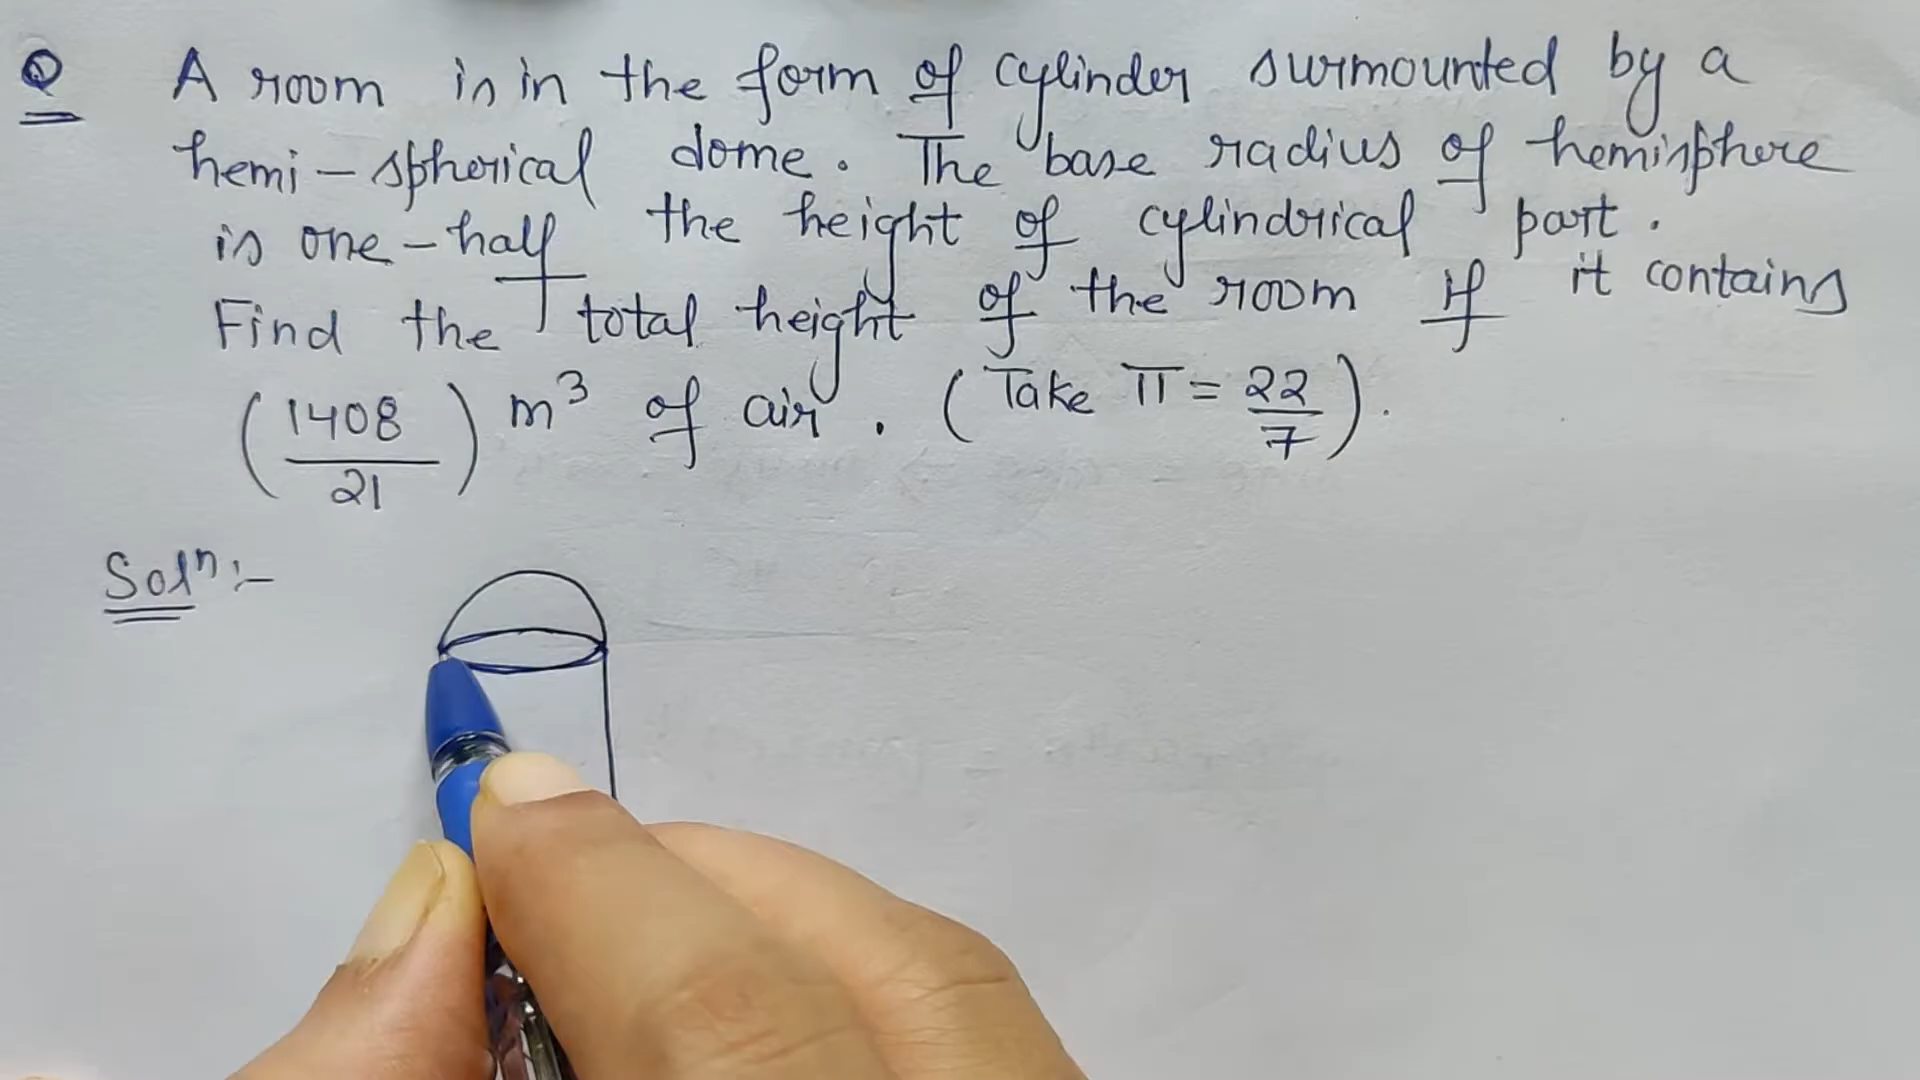 Q A room is in the form of cylinder surmounted by a
hemi-spherical dome. The base radius of hemisphere
is one-half the height of cylindrical part.
Find the total height of the room if it contains
(1408/21) m³ of air. (Take π = 22/7).
Solⁿ:-